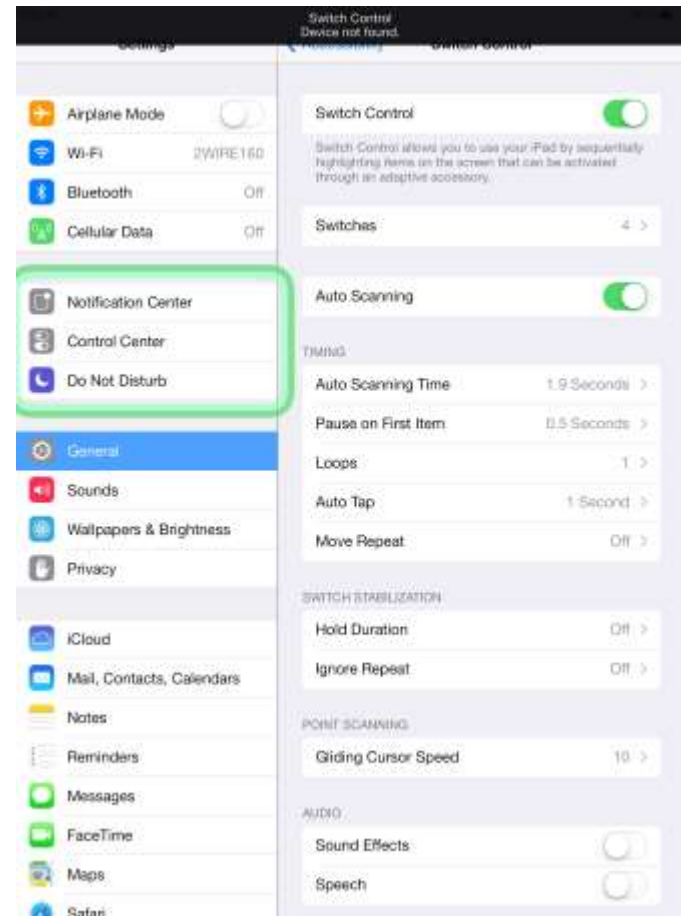 Switch Control
Device not found.
Settings
Accessibility
Switch Control
Airplane Mode
Wi-Fi 2WIRE160
Bluetooth Off
Cellular Data Off
Notification Center
Control Center
Do Not Disturb
General
Sounds
Wallpapers & Brightness
Privacy
iCloud
Mail, Contacts, Calendars
Notes
Reminders
Messages
FaceTime
Maps
Safari
Switch Control
Switch Control allows you to use your iPad by sequentially
highlighting items on the screen that can be activated
through an adaptive accessory.
Switches 4
Auto Scanning
TIMING
Auto Scanning Time 1.9 Seconds
Pause on First Item 0.5 Seconds
Loops 1
Auto Tap 1 Second
Move Repeat Off
SWITCH STABILIZATION
Hold Duration Off
Ignore Repeat Off
POINT SCANNING
Gliding Cursor Speed 10
AUDIO
Sound Effects
Speech